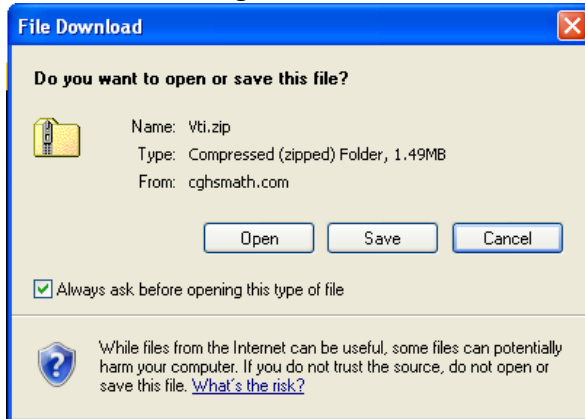 File Download
Do you want to open or save this file?
Name: Vti.zip
Type: Compressed (zipped) Folder, 1.49MB
From: cghsmath.com
Open Save Cancel
Always ask before opening this type of file
While files from the Internet can be useful, some files can potentially
harm your computer. If you do not trust the source, do not open or
save this file. What's the risk?